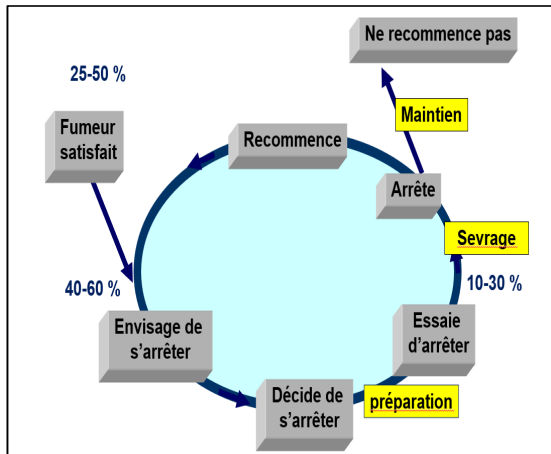 Ne recommence pas
25-50 %
Fumeur
satisfait
Maintien
Recommence
Arrête
Sevrage
40-60 %
10-30 %
Envisage de
s’arrêter
Essaie
d’arrêter
Décide de
s’arrêter
préparation